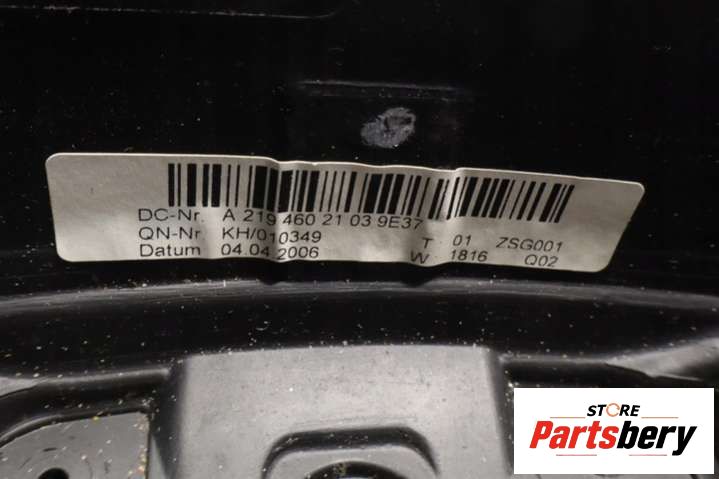 DC-Nr. A 219 460 21 03 9E37
QN-Nr KH/010349 T 01 ZSG001
Datum 04.04.2006 W 1816 Q02
STORE
Partsbery